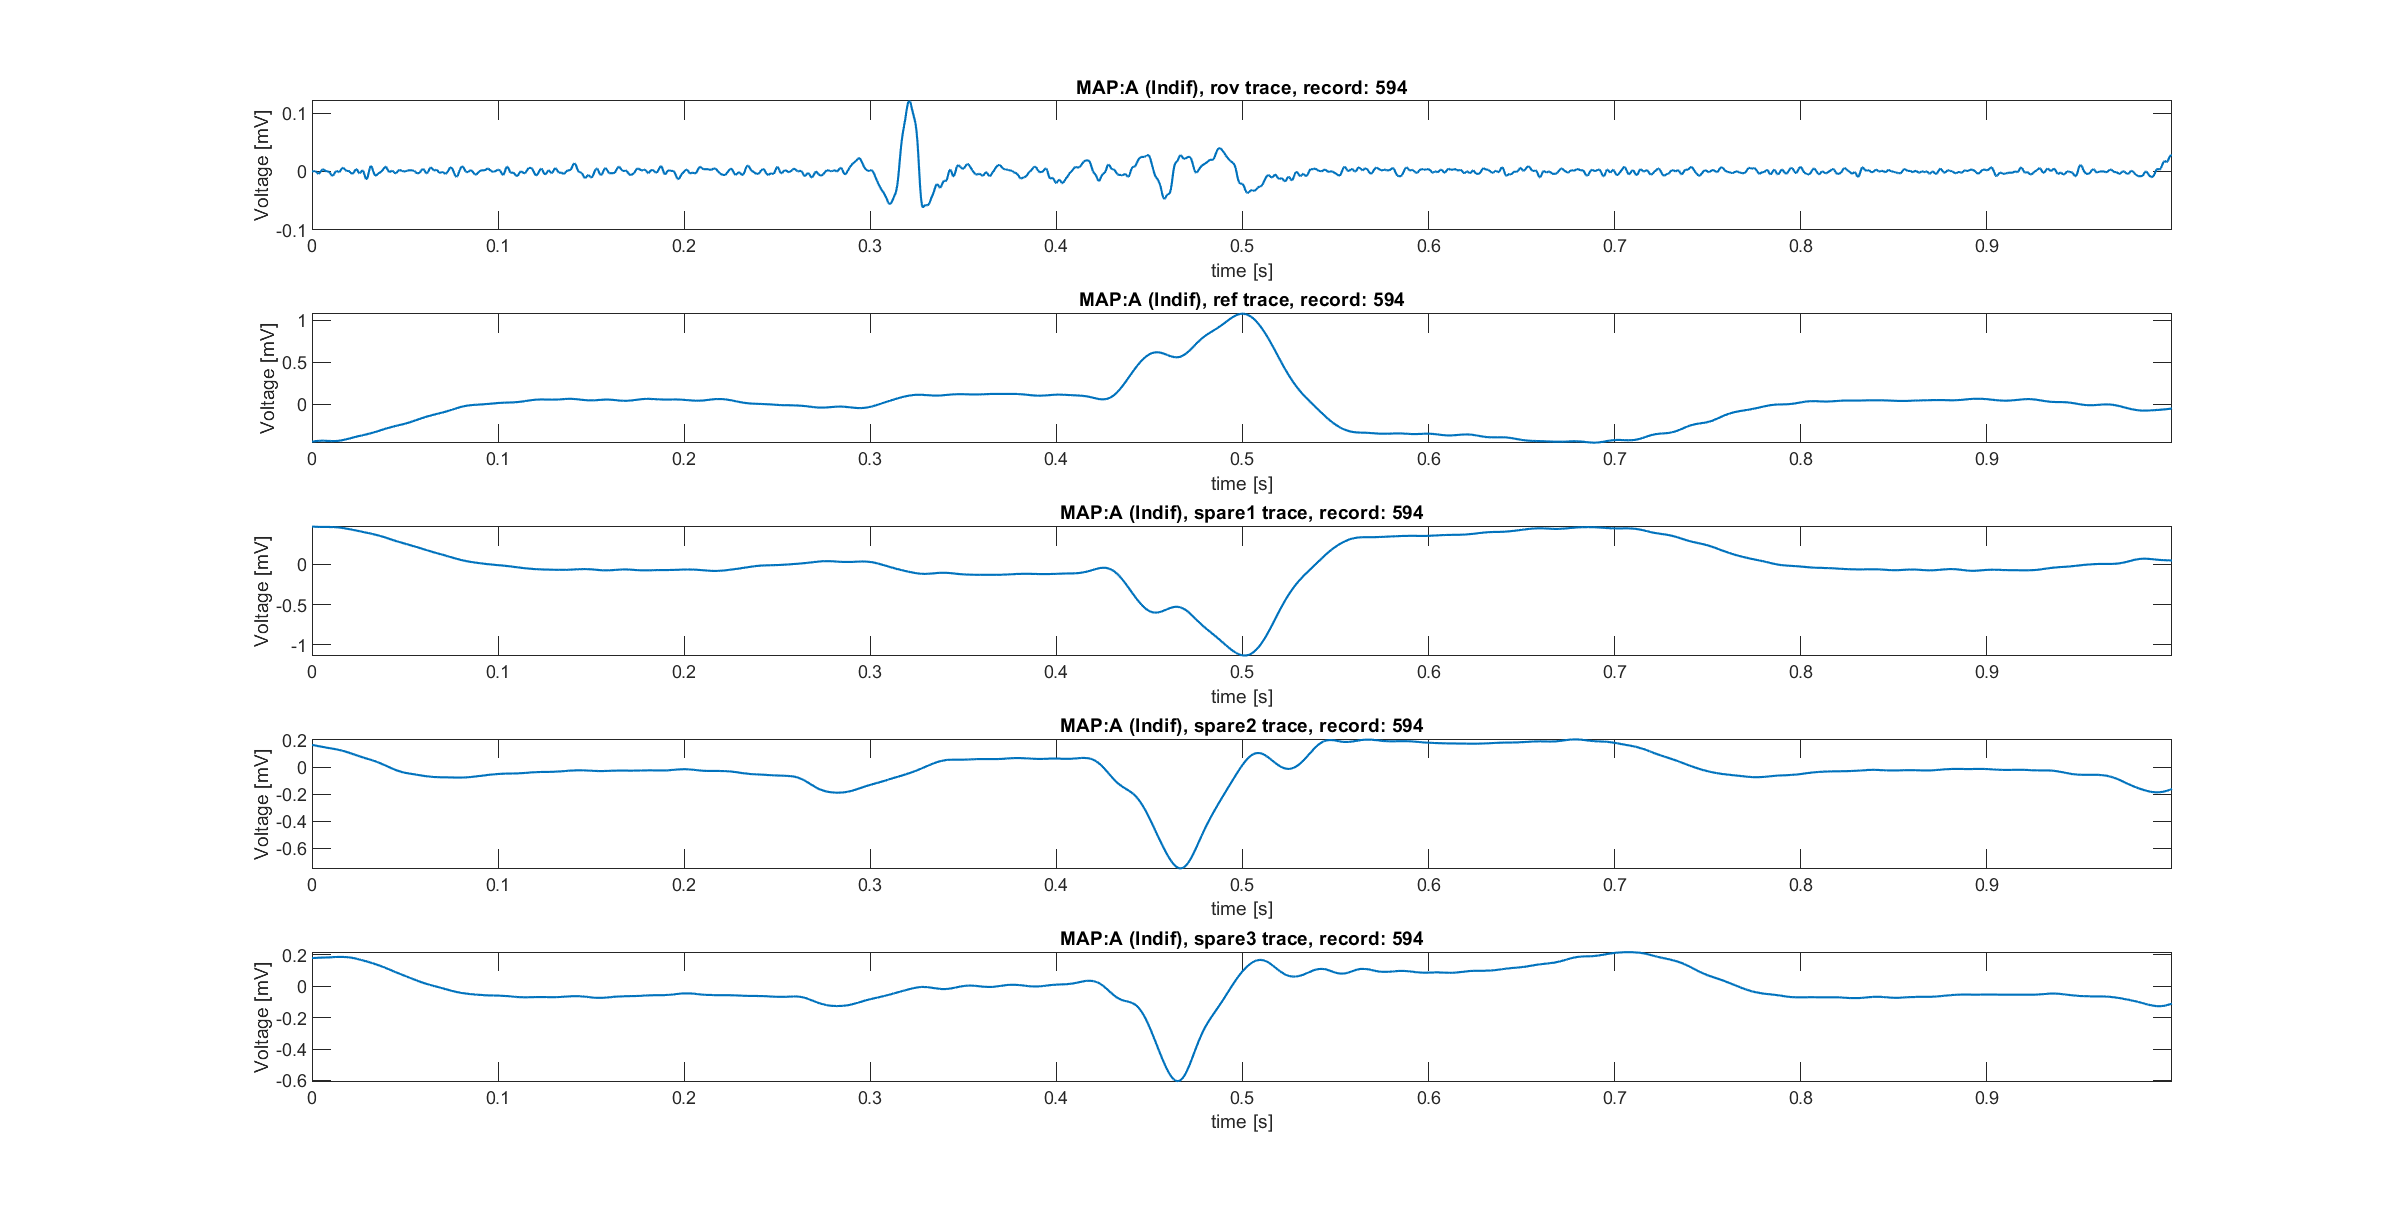 MAP:A (Indif), rov trace, record: 594
Voltage [mV]
0.1
0
-0.1
0 0.1 0.2 0.3 0.4 0.5 0.6 0.7 0.8 0.9
time [s]
MAP:A (Indif), ref trace, record: 594
Voltage [mV]
1
0.5
0
0 0.1 0.2 0.3 0.4 0.5 0.6 0.7 0.8 0.9
time [s]
MAP:A (Indif), spare1 trace, record: 594
Voltage [mV]
0
-0.5
-1
0 0.1 0.2 0.3 0.4 0.5 0.6 0.7 0.8 0.9
time [s]
MAP:A (Indif), spare2 trace, record: 594
Voltage [mV]
0.2
0
-0.2
-0.4
-0.6
0 0.1 0.2 0.3 0.4 0.5 0.6 0.7 0.8 0.9
time [s]
MAP:A (Indif), spare3 trace, record: 594
Voltage [mV]
0.2
0
-0.2
-0.4
-0.6
0 0.1 0.2 0.3 0.4 0.5 0.6 0.7 0.8 0.9
time [s]